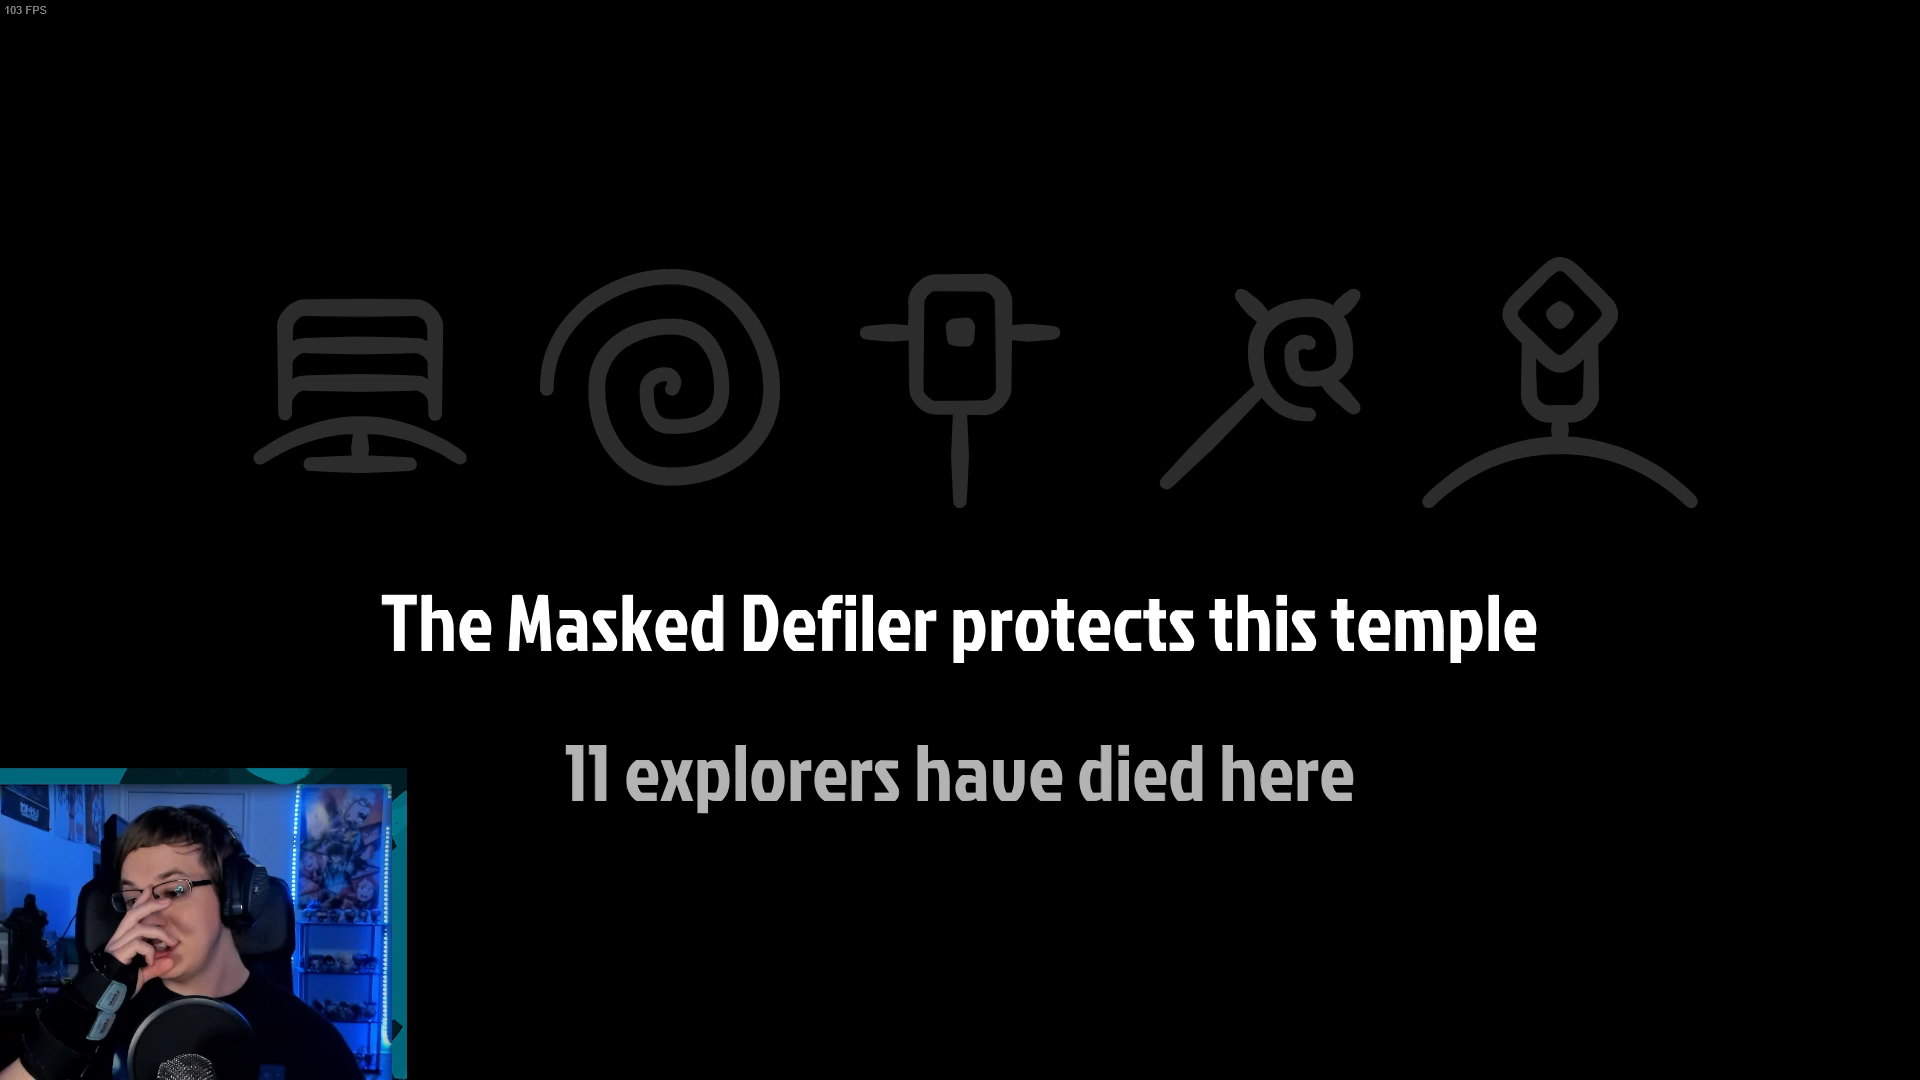 103 FPS
The Masked Defiler protects this temple
11 explorers have died here